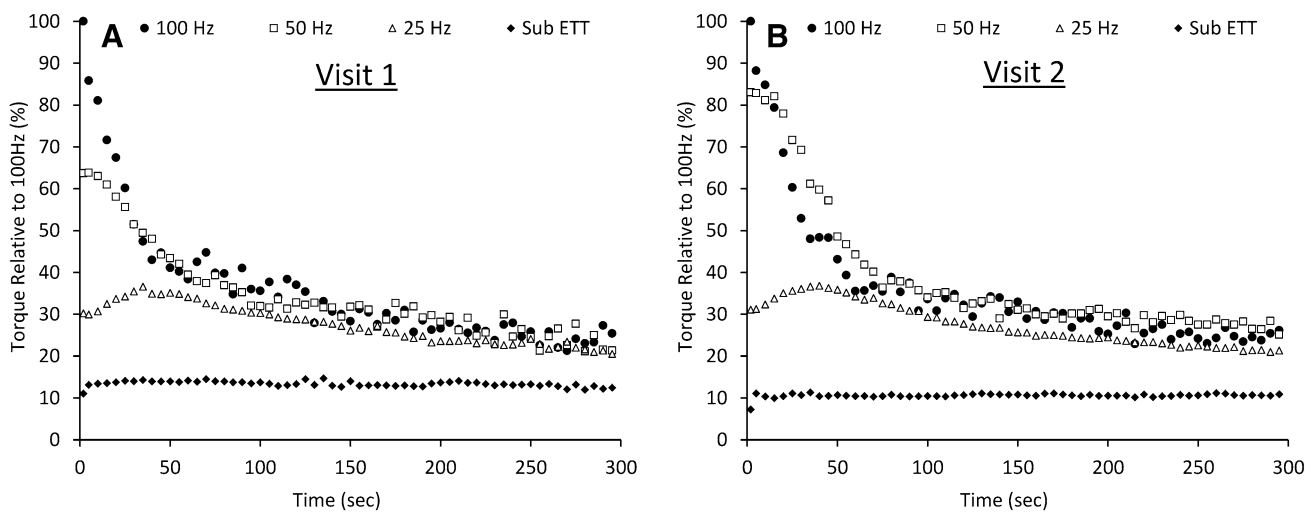 A
100 Hz
50 Hz
25 Hz
Sub ETT
Visit 1
Torque Relative to 100Hz (%)
100
90
80
70
60
50
40
30
20
10
0
0 50 100 150 200 250 300
Time (sec)
B
100 Hz
50 Hz
25 Hz
Sub ETT
Visit 2
Torque Relative to 100Hz (%)
100
90
80
70
60
50
40
30
20
10
0
0 50 100 150 200 250 300
Time (sec)